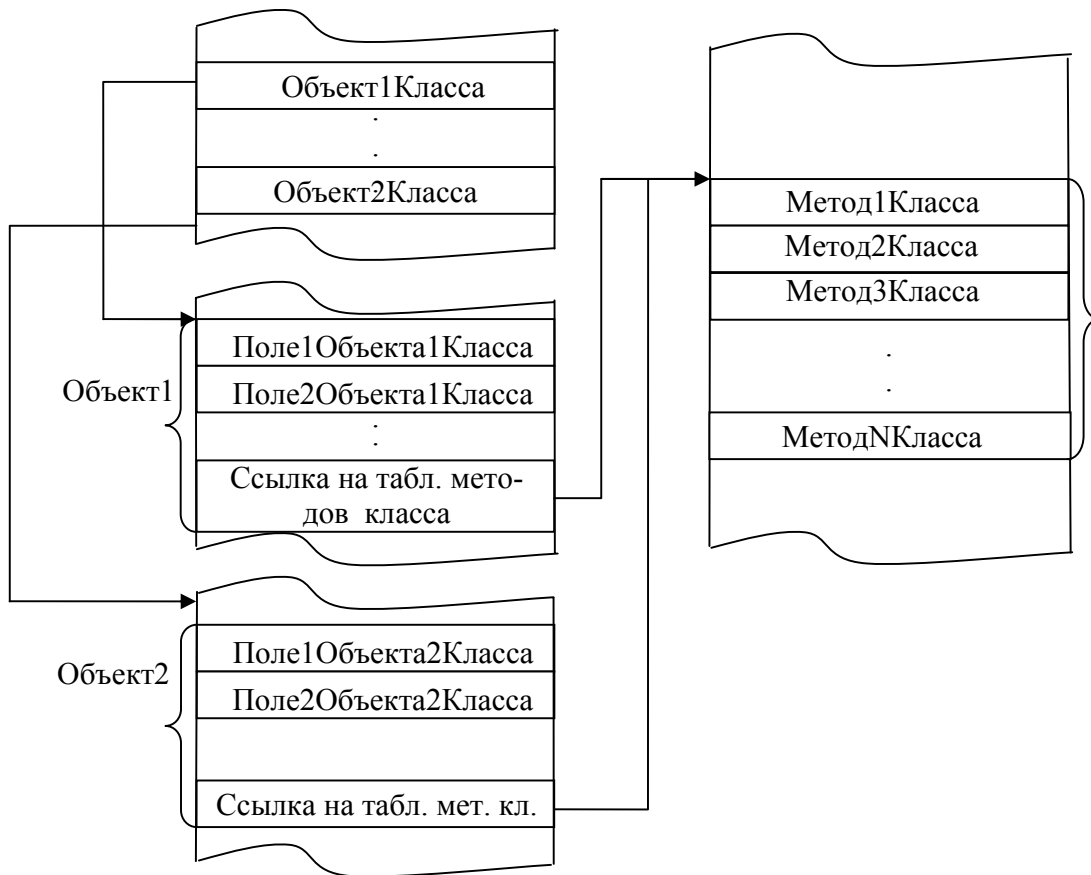 Объект1Класса
.
.
Объект2Класса
Объект1
Поле1Объекта1Класса
Поле2Объекта1Класса
.
.
Ссылка на табл. мето-
дов класса
Объект2
Поле1Объекта2Класса
Поле2Объекта2Класса
Ссылка на табл. мет. кл.
Метод1Класса
Метод2Класса
Метод3Класса
.
.
МетодNКласса